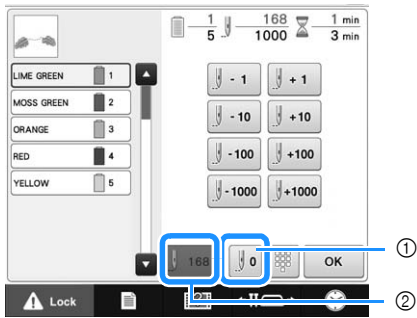 1 168 1 min
5 1000 3 min
LIME GREEN 1
MOSS GREEN 2
ORANGE 3
RED 4
YELLOW 5
- 1 + 1
- 10 +10
-100 +100
-1000 +1000
168 0 OK
Lock
① 
②